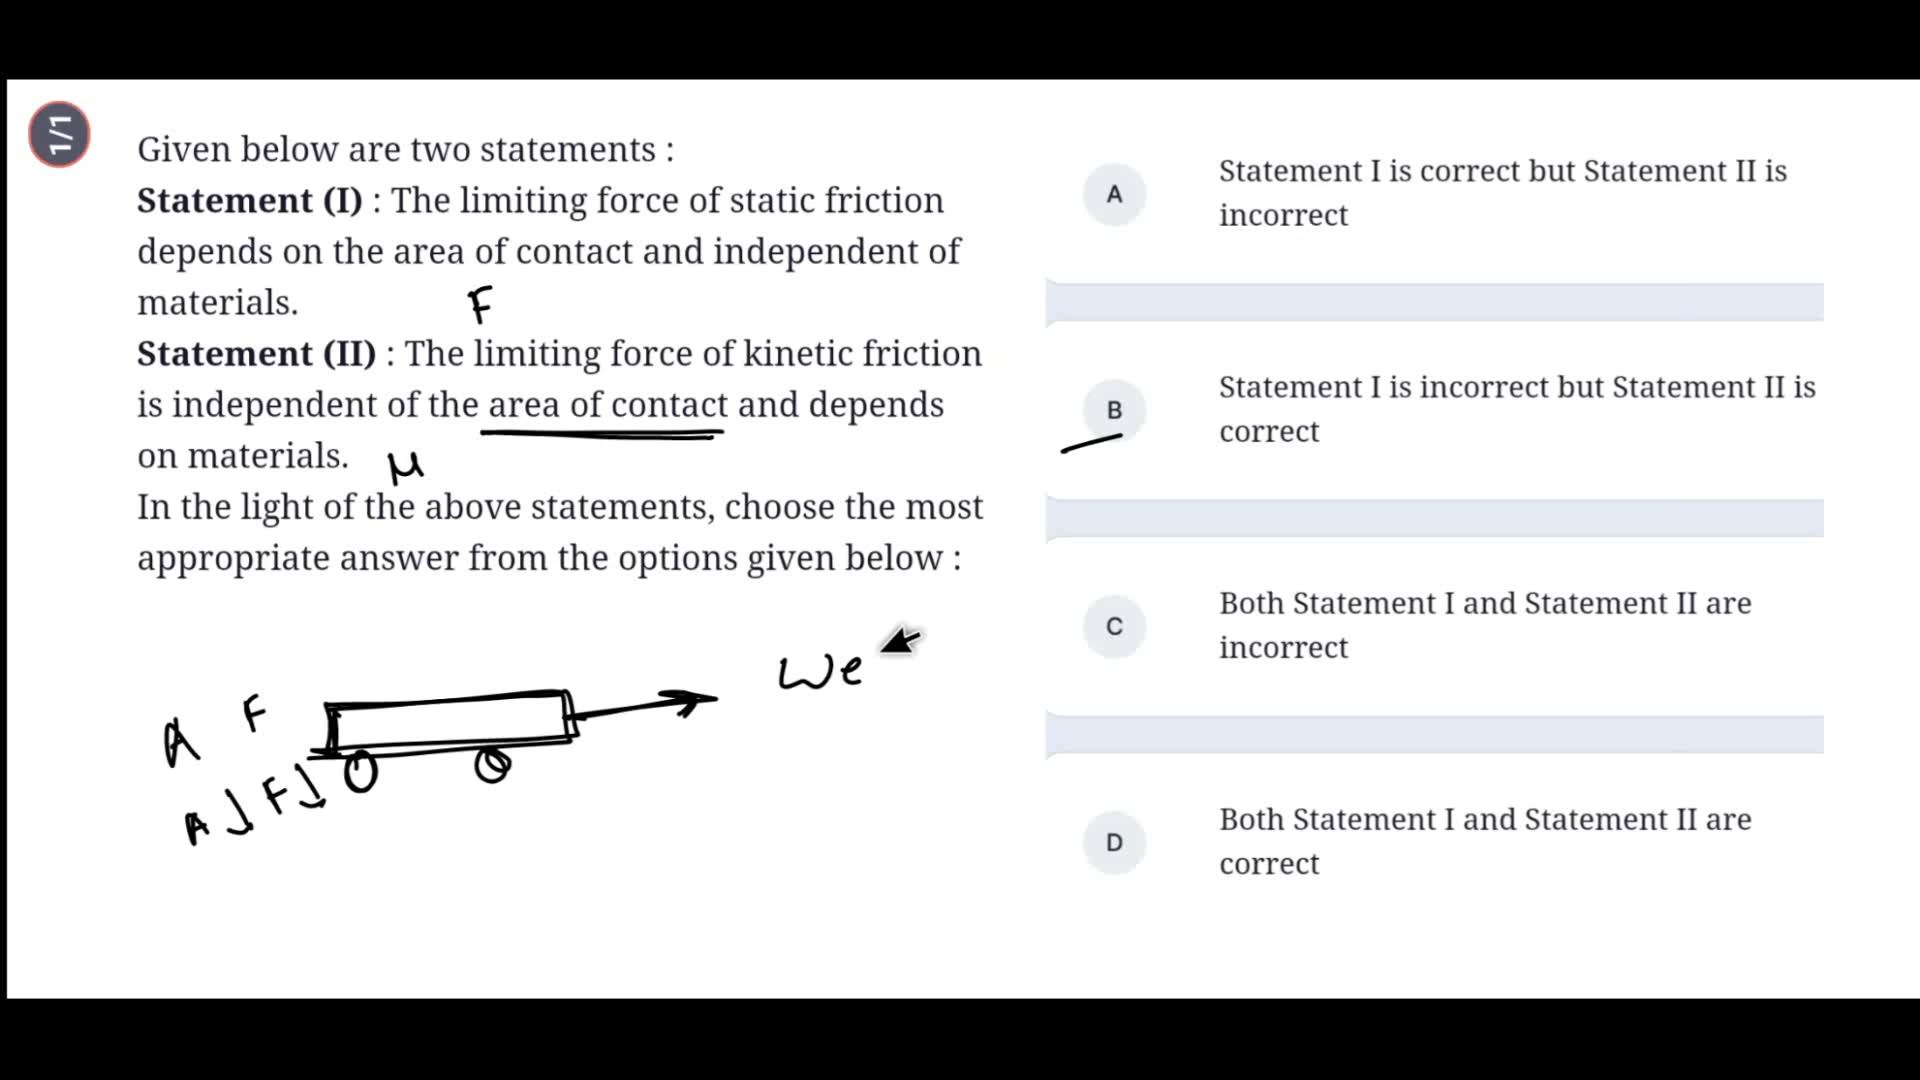 1/1
Given below are two statements :
Statement (I) : The limiting force of static friction
depends on the area of contact and independent of
materials.
F
Statement (II) : The limiting force of kinetic friction
is independent of the area of contact and depends
on materials.
μ
In the light of the above statements, choose the most
appropriate answer from the options given below :
We
A F
A F
A
Statement I is correct but Statement II is
incorrect
B
Statement I is incorrect but Statement II is
correct
C
Both Statement I and Statement II are
incorrect
D
Both Statement I and Statement II are
correct